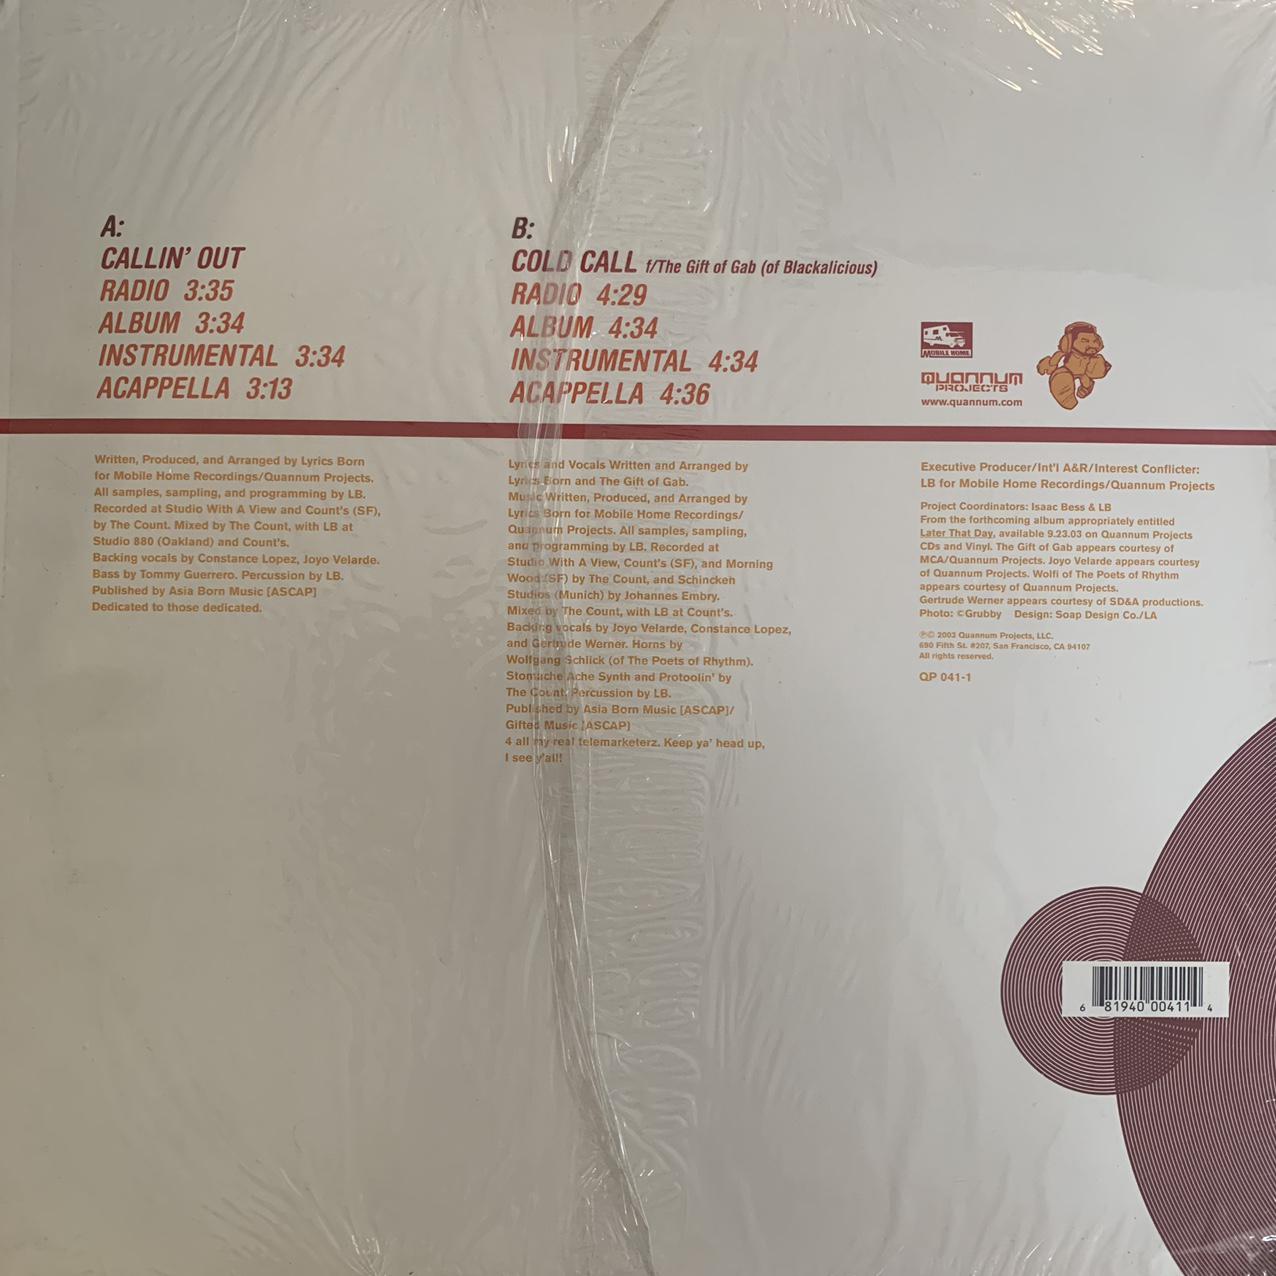 A:
CALLIN' OUT
RADIO 3:35
ALBUM 3:34
INSTRUMENTAL 3:34
ACAPPELLA 3:13
Written, Produced, and Arranged by Lyrics Born
for Mobile Home Recordings/Quannum Projects.
All samples, sampling, and programming by LB.
Recorded at Studio With A View and Count's (SF),
by The Count. Mixed by The Count, with LB at
Studio 880 (Oakland) and Count's.
Backing vocals by Constance Lopez, Joyo Velarde.
Bass by Tommy Guerrero. Percussion by LB.
Published by Asia Born Music [ASCAP]
Dedicated to those dedicated.
B:
COLD CALL f/The Gift of Gab (of Blackalicious)
RADIO 4:29
ALBUM 4:34
INSTRUMENTAL 4:34
ACAPPELLA 4:36
Lyrics and Vocals Written and Arranged by
Lyrics Born and The Gift of Gab.
Music Written, Produced, and Arranged by
Lyrics Born for Mobile Home Recordings/
Quannum Projects. All samples, sampling,
and programming by LB. Recorded at
Studio With A View, Count's (SF), and Morning
Wood (SF) by The Count, and Schinckeh
Studios (Munich) by Johannes Embry.
Mixed by The Count, with LB at Count's.
Backing vocals by Joyo Velarde, Constance Lopez,
and Gertrude Werner. Horns by
Wolfgang Schlick (of The Poets of Rhythm).
Stomache Ache Synth and Protoolin' by
The Count. Percussion by LB.
Published by Asia Born Music [ASCAP]/
Gifted Music [ASCAP]
4 all my real telemarketerz. Keep ya' head up,
I see y'all!
MOBILE HOME
QUANNUM
PROJECTS
www.quannum.com
Executive Producer/Int'l A&R/Interest Conflicter:
LB for Mobile Home Recordings/Quannum Projects
Project Coordinators: Isaac Bess & LB
From the forthcoming album appropriately entitled
Later That Day, available 9.23.03 on Quannum Projects
CDs and Vinyl. The Gift of Gab appears courtesy of
MCA/Quannum Projects. Joyo Velarde appears courtesy
of Quannum Projects. Wolfi of The Poets of Rhythm
appears courtesy of Quannum Projects.
Gertrude Werner appears courtesy of SD&A productions.
Photo: ©Grubby Design: Soap Design Co./LA
℗© 2003 Quannum Projects, LLC.
690 Fifth St. #207, San Francisco, CA 94107
All rights reserved.
QP 041-1
6 81940 00411 4